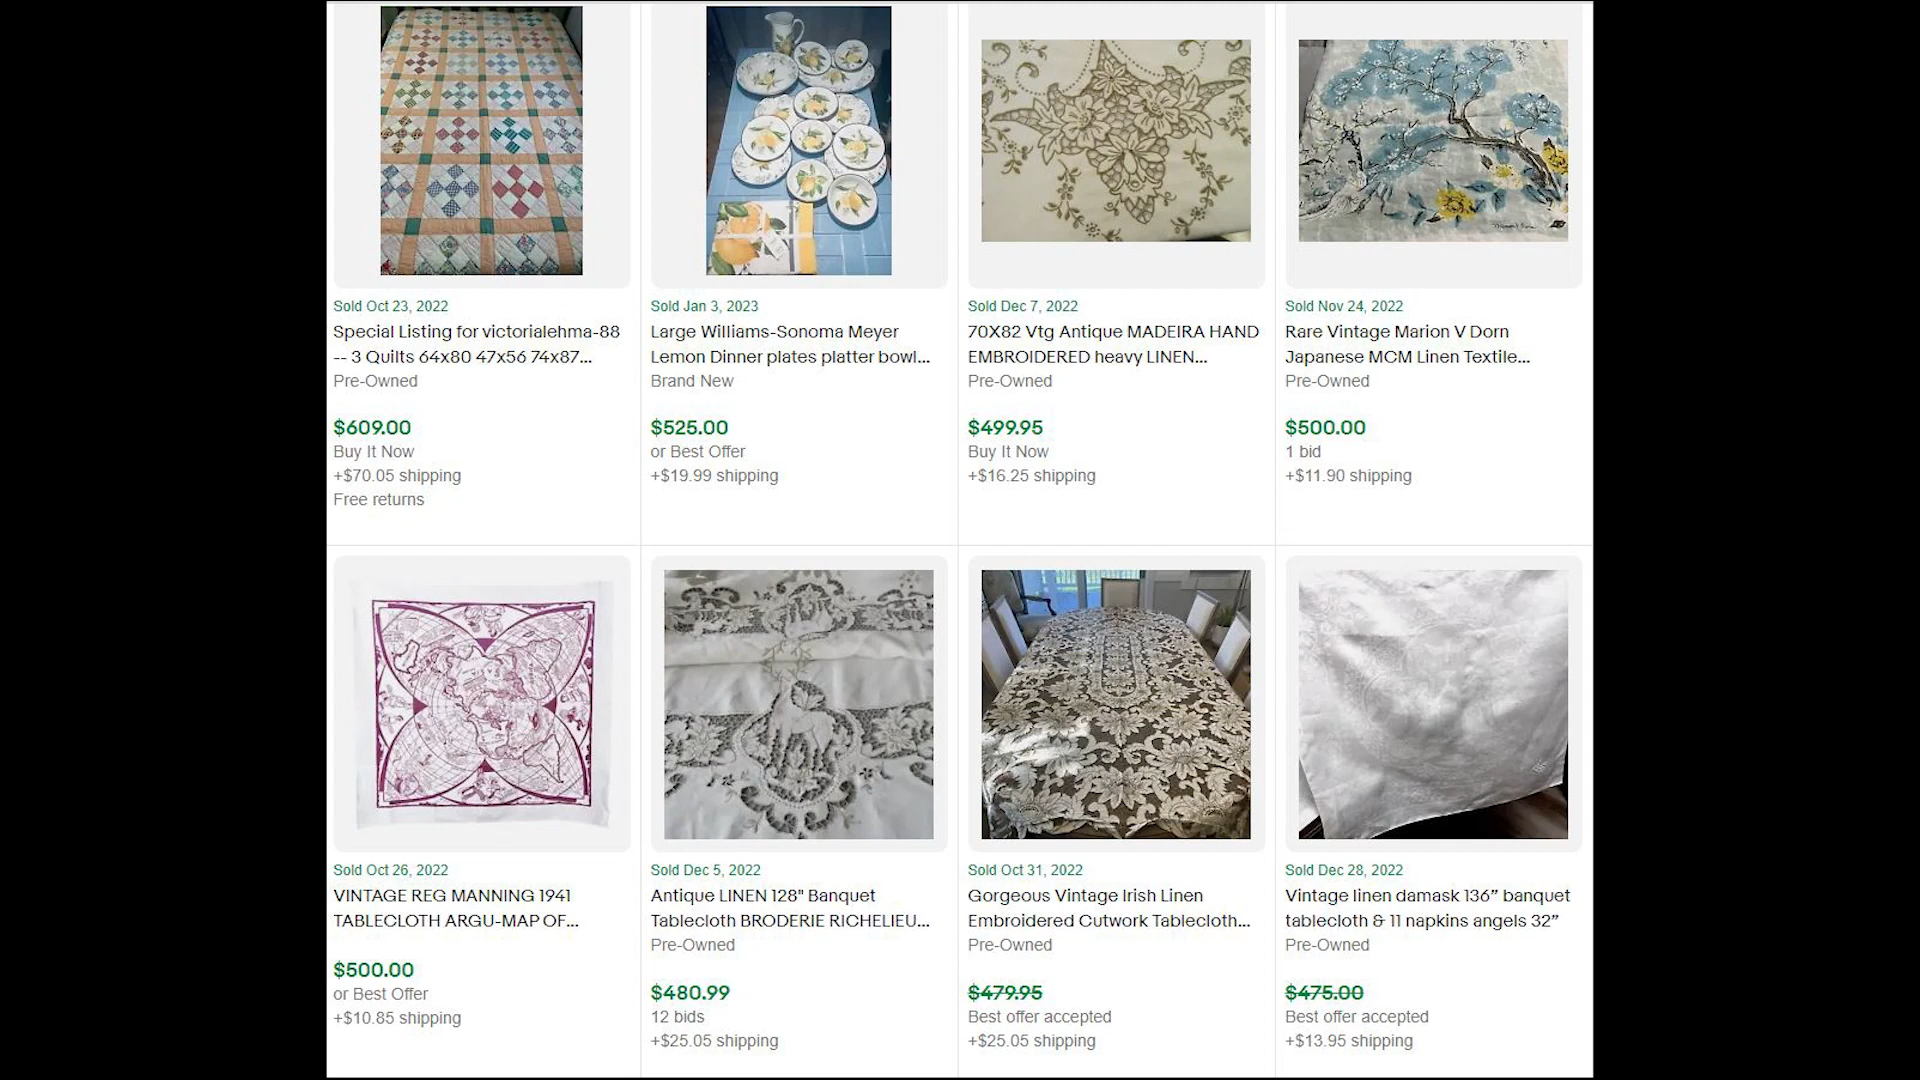 Sold Oct 23, 2022
Special Listing for victorialehma-88
-- 3 Quilts 64x80 47x56 74x87...
Pre-Owned
$609.00
Buy It Now
+$70.05 shipping
Free returns
Sold Jan 3, 2023
Large Williams-Sonoma Meyer
Lemon Dinner plates platter bowl...
Brand New
$525.00
or Best Offer
+$19.99 shipping
Sold Dec 7, 2022
70X82 Vtg Antique MADEIRA HAND
EMBROIDERED heavy LINEN...
Pre-Owned
$499.95
Buy It Now
+$16.25 shipping
Sold Nov 24, 2022
Rare Vintage Marion V Dorn
Japanese MCM Linen Textile...
Pre-Owned
$500.00
1 bid
+$11.90 shipping
Sold Oct 26, 2022
VINTAGE REG MANNING 1941
TABLECLOTH ARGU-MAP OF...
$500.00
or Best Offer
+$10.85 shipping
Sold Dec 5, 2022
Antique LINEN 128" Banquet
Tablecloth BRODERIE RICHELIEU...
Pre-Owned
$480.99
12 bids
+$25.05 shipping
Sold Oct 31, 2022
Gorgeous Vintage Irish Linen
Embroidered Cutwork Tablecloth...
Pre-Owned
$479.95
Best offer accepted
+$25.05 shipping
Sold Dec 28, 2022
Vintage linen damask 136” banquet
tablecloth & 11 napkins angels 32”
Pre-Owned
$475.00
Best offer accepted
+$13.95 shipping